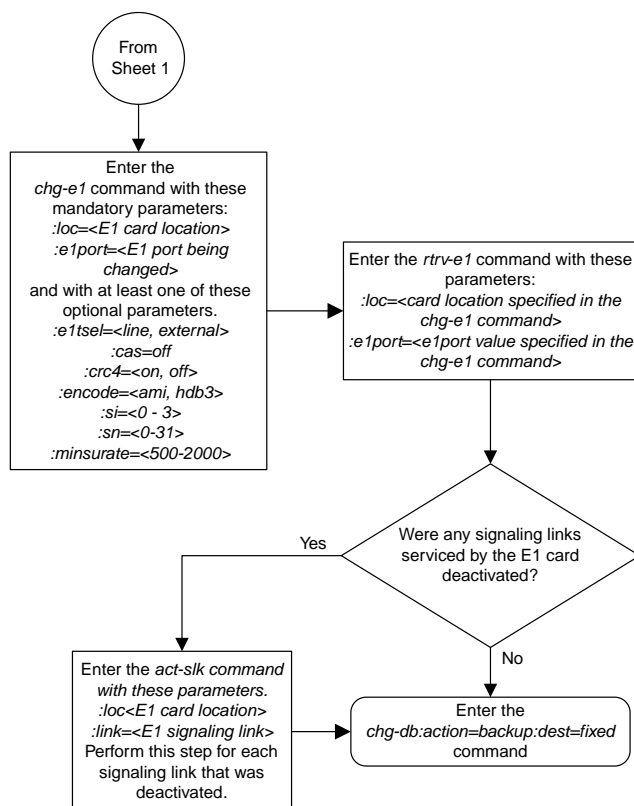 From
Sheet 1
Enter the
chg-e1 command with these
mandatory parameters:
:loc=<E1 card location>
:e1port=<E1 port being
changed>
and with at least one of these
optional parameters.
:e1tsel=<line, external>
:cas=off
:crc4=<on, off>
:encode=<ami, hdb3>
:si=<0 - 3>
:sn=<0-31>
:minsurate=<500-2000>
Enter the rtrv-e1 command with these
parameters:
:loc=<card location specified in the
chg-e1 command>
:e1port=<e1port value specified in the
chg-e1 command>
Were any signaling links
serviced by the E1 card
deactivated?
Yes
No
Enter the act-slk command
with these parameters.
:loc<E1 card location>
:link=<E1 signaling link>
Perform this step for each
signaling link that was
deactivated.
Enter the
chg-db:action=backup:dest=fixed
command